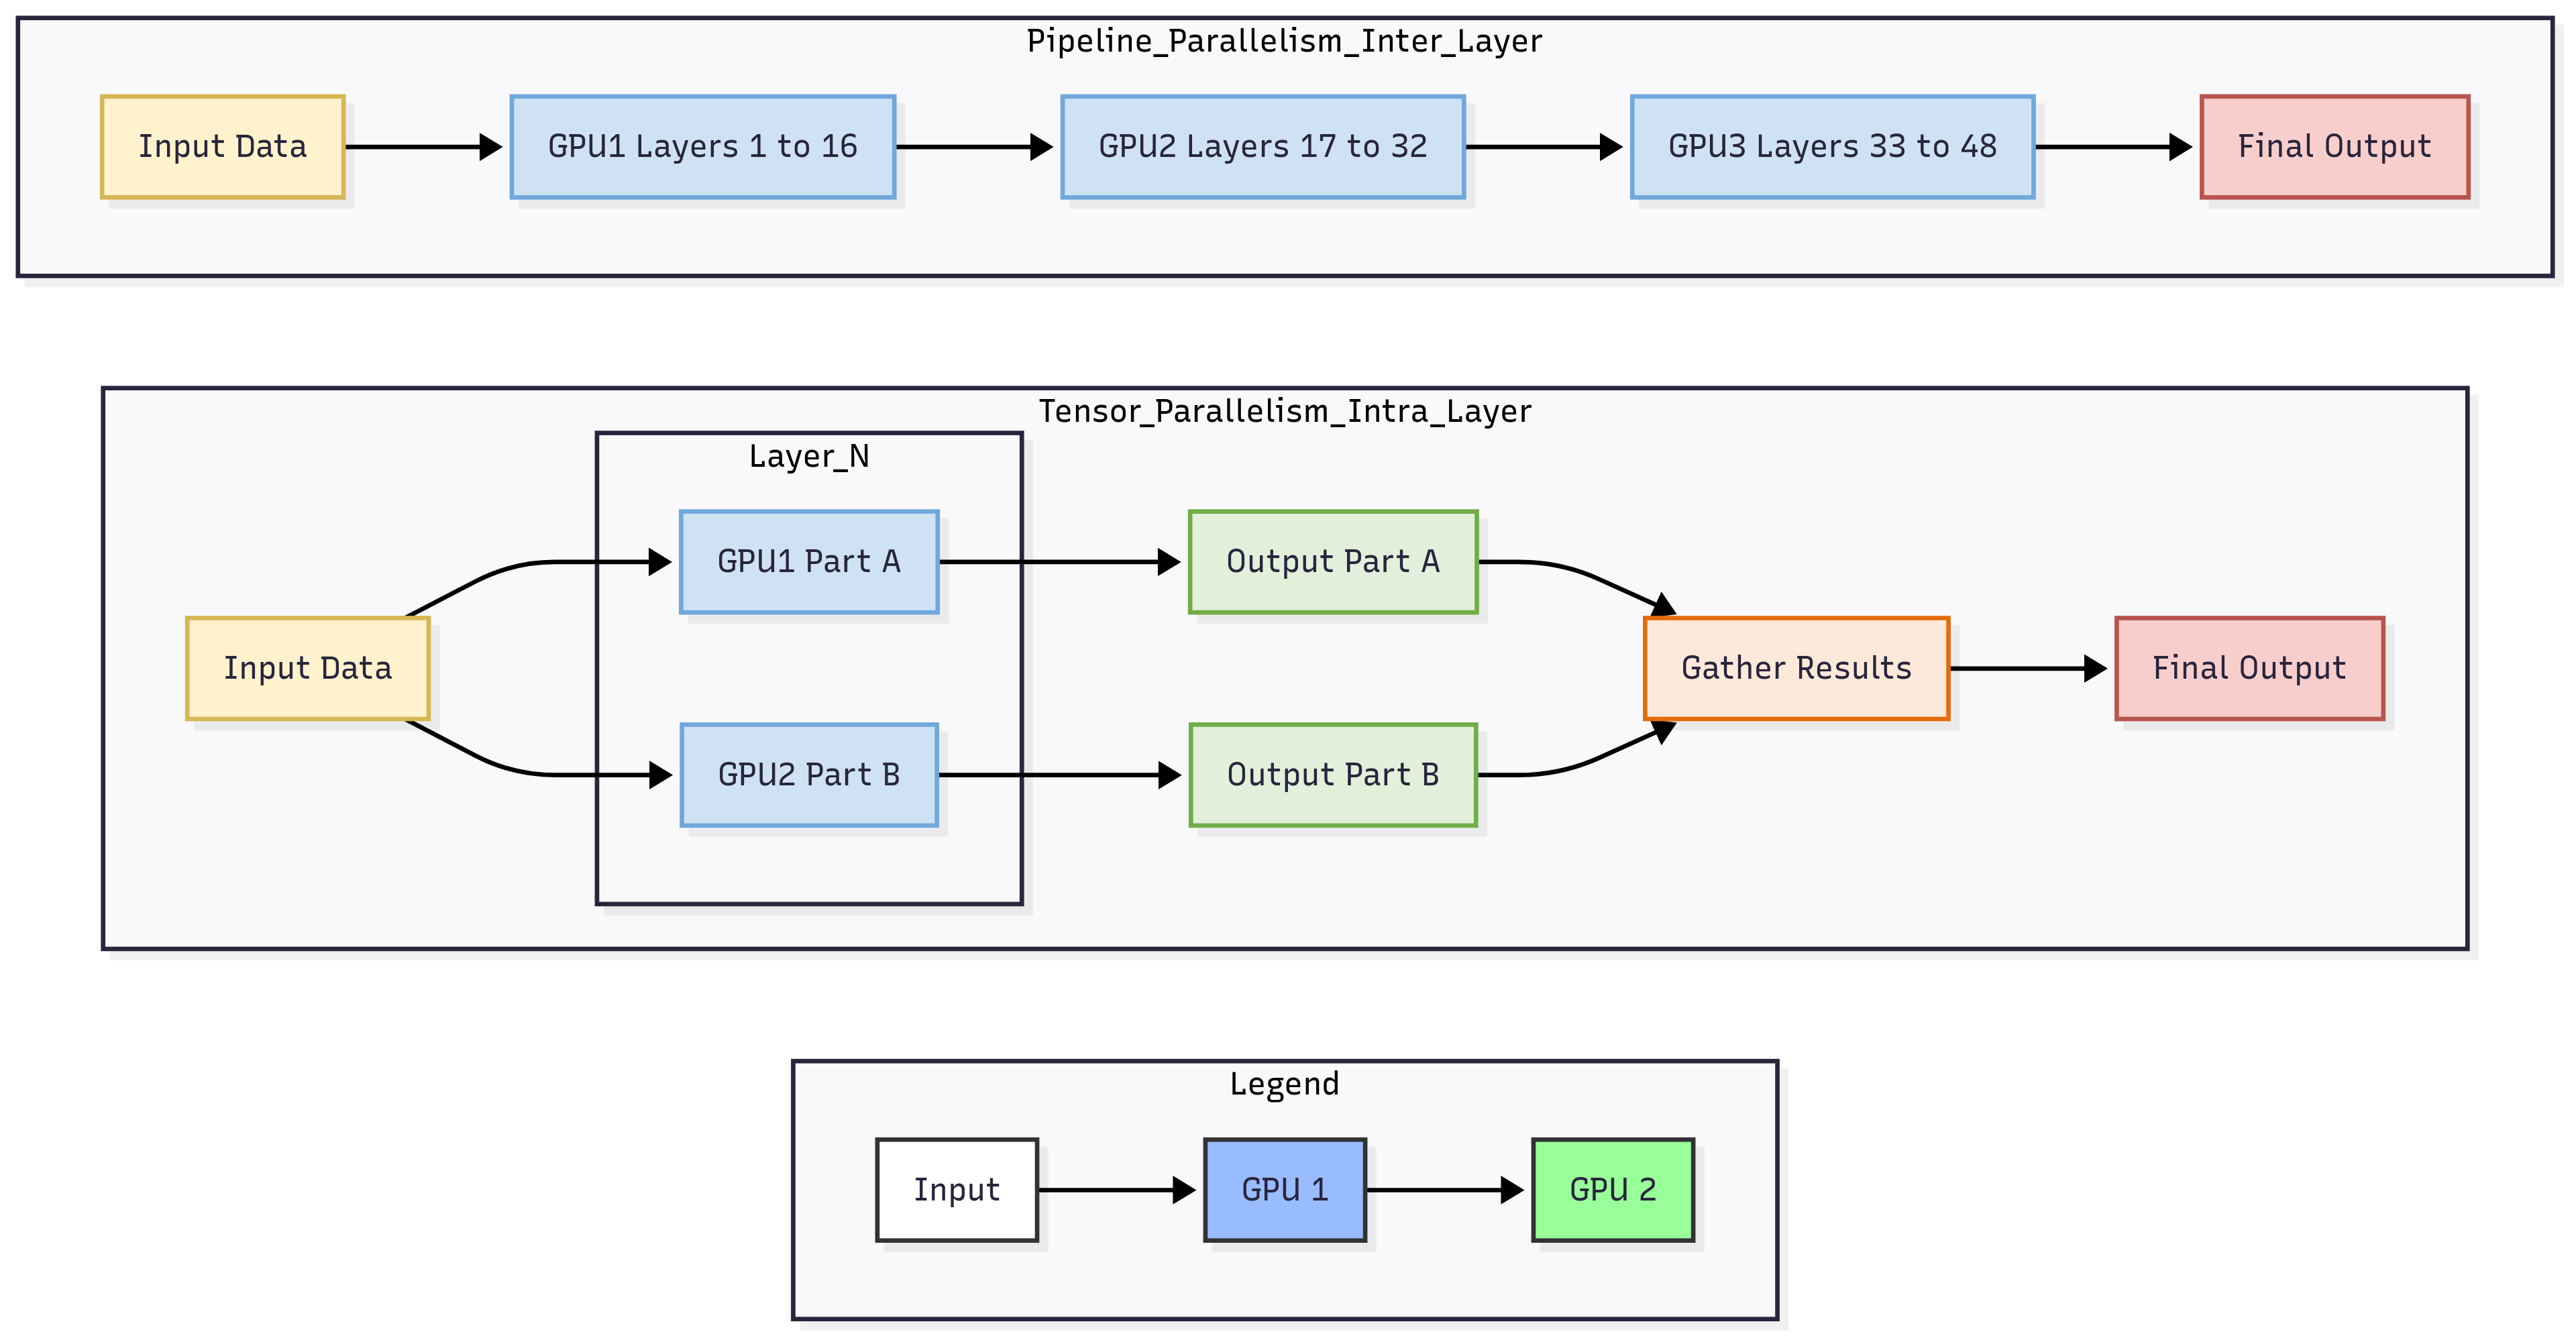 Pipeline_Parallelism_Inter_Layer
Input Data
GPU1 Layers 1 to 16
GPU2 Layers 17 to 32
GPU3 Layers 33 to 48
Final Output
Tensor_Parallelism_Intra_Layer
Layer_N
GPU1 Part A
Output Part A
Input Data
Gather Results
Final Output
GPU2 Part B
Output Part B
Legend
Input
GPU 1
GPU 2